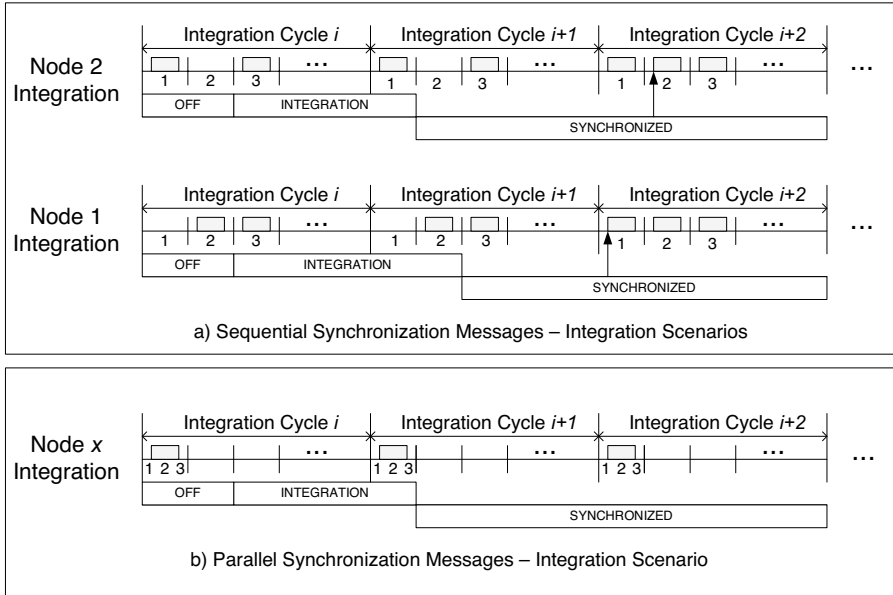 Integration Cycle i Integration Cycle i+1 Integration Cycle i+2
Node 2
Integration
... ... ... ...
1 2 3 1 2 3 1 2 3
OFF INTEGRATION
SYNCHRONIZED
Integration Cycle i Integration Cycle i+1 Integration Cycle i+2
Node 1
Integration
... ... ... ...
1 2 3 1 2 3 1 2 3
OFF INTEGRATION
SYNCHRONIZED
a) Sequential Synchronization Messages – Integration Scenarios
Integration Cycle i Integration Cycle i+1 Integration Cycle i+2
Node x
Integration
... ... ... ...
1 2 3 1 2 3 1 2 3
OFF INTEGRATION
SYNCHRONIZED
b) Parallel Synchronization Messages – Integration Scenario